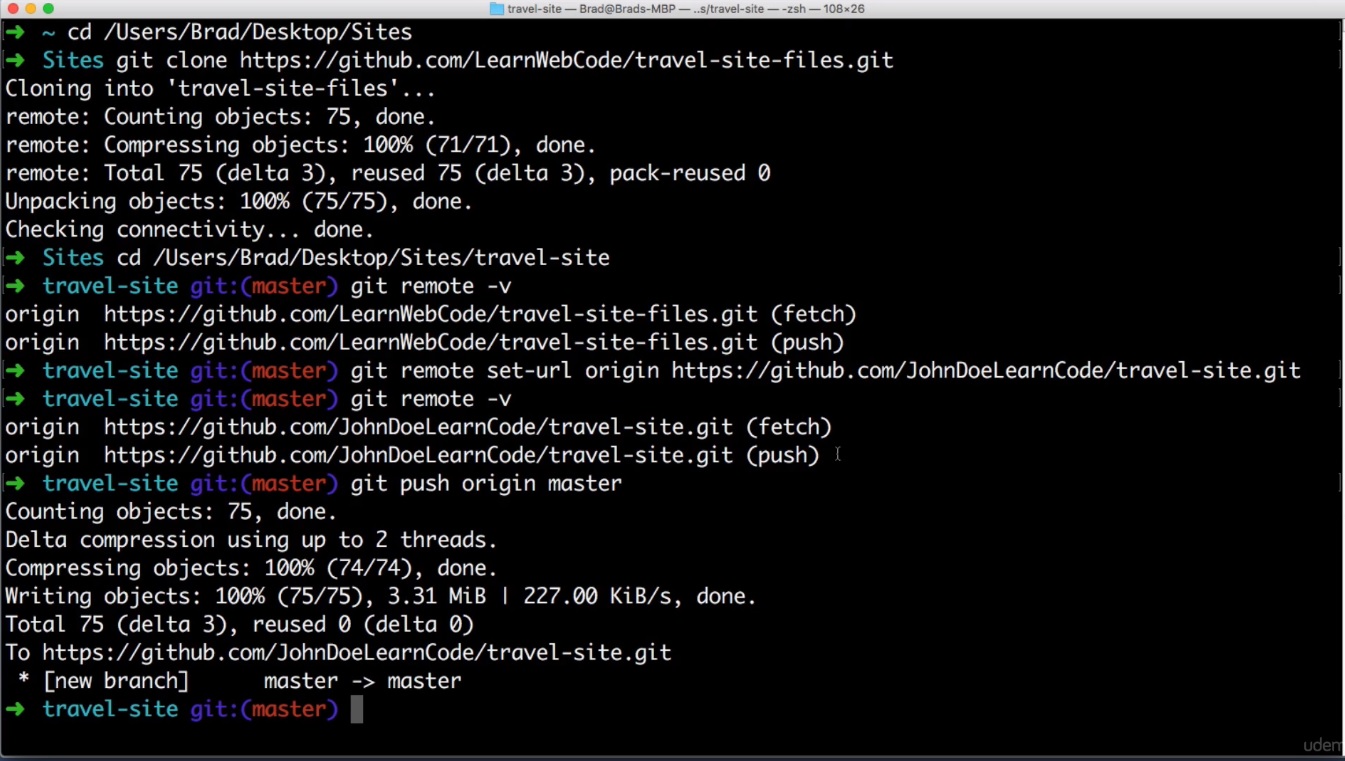 travel-site — Brad@Brads-MBP — ..s/travel-site — -zsh — 108×26
➜ ~ cd /Users/Brad/Desktop/Sites
➜ Sites git clone https://github.com/LearnWebCode/travel-site-files.git
Cloning into 'travel-site-files'...
remote: Counting objects: 75, done.
remote: Compressing objects: 100% (71/71), done.
remote: Total 75 (delta 3), reused 75 (delta 3), pack-reused 0
Unpacking objects: 100% (75/75), done.
Checking connectivity... done.
➜ Sites cd /Users/Brad/Desktop/Sites/travel-site
➜ travel-site git:(master) git remote -v
origin  https://github.com/LearnWebCode/travel-site-files.git (fetch)
origin  https://github.com/LearnWebCode/travel-site-files.git (push)
➜ travel-site git:(master) git remote set-url origin https://github.com/JohnDoeLearnCode/travel-site.git
➜ travel-site git:(master) git remote -v
origin  https://github.com/JohnDoeLearnCode/travel-site.git (fetch)
origin  https://github.com/JohnDoeLearnCode/travel-site.git (push)
➜ travel-site git:(master) git push origin master
Counting objects: 75, done.
Delta compression using up to 2 threads.
Compressing objects: 100% (74/74), done.
Writing objects: 100% (75/75), 3.31 MiB | 227.00 KiB/s, done.
Total 75 (delta 3), reused 0 (delta 0)
To https://github.com/JohnDoeLearnCode/travel-site.git
 * [new branch]      master -> master
➜ travel-site git:(master)